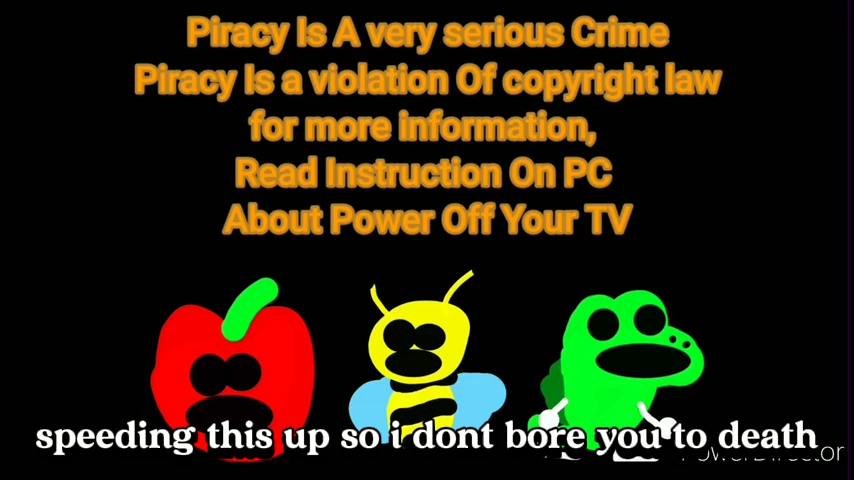 Piracy Is A very serious Crime
Piracy Is a violation Of copyright law
for more information,
Read Instruction On PC
About Power Off Your TV
speeding this up so i dont bore you to death
PowerDirector